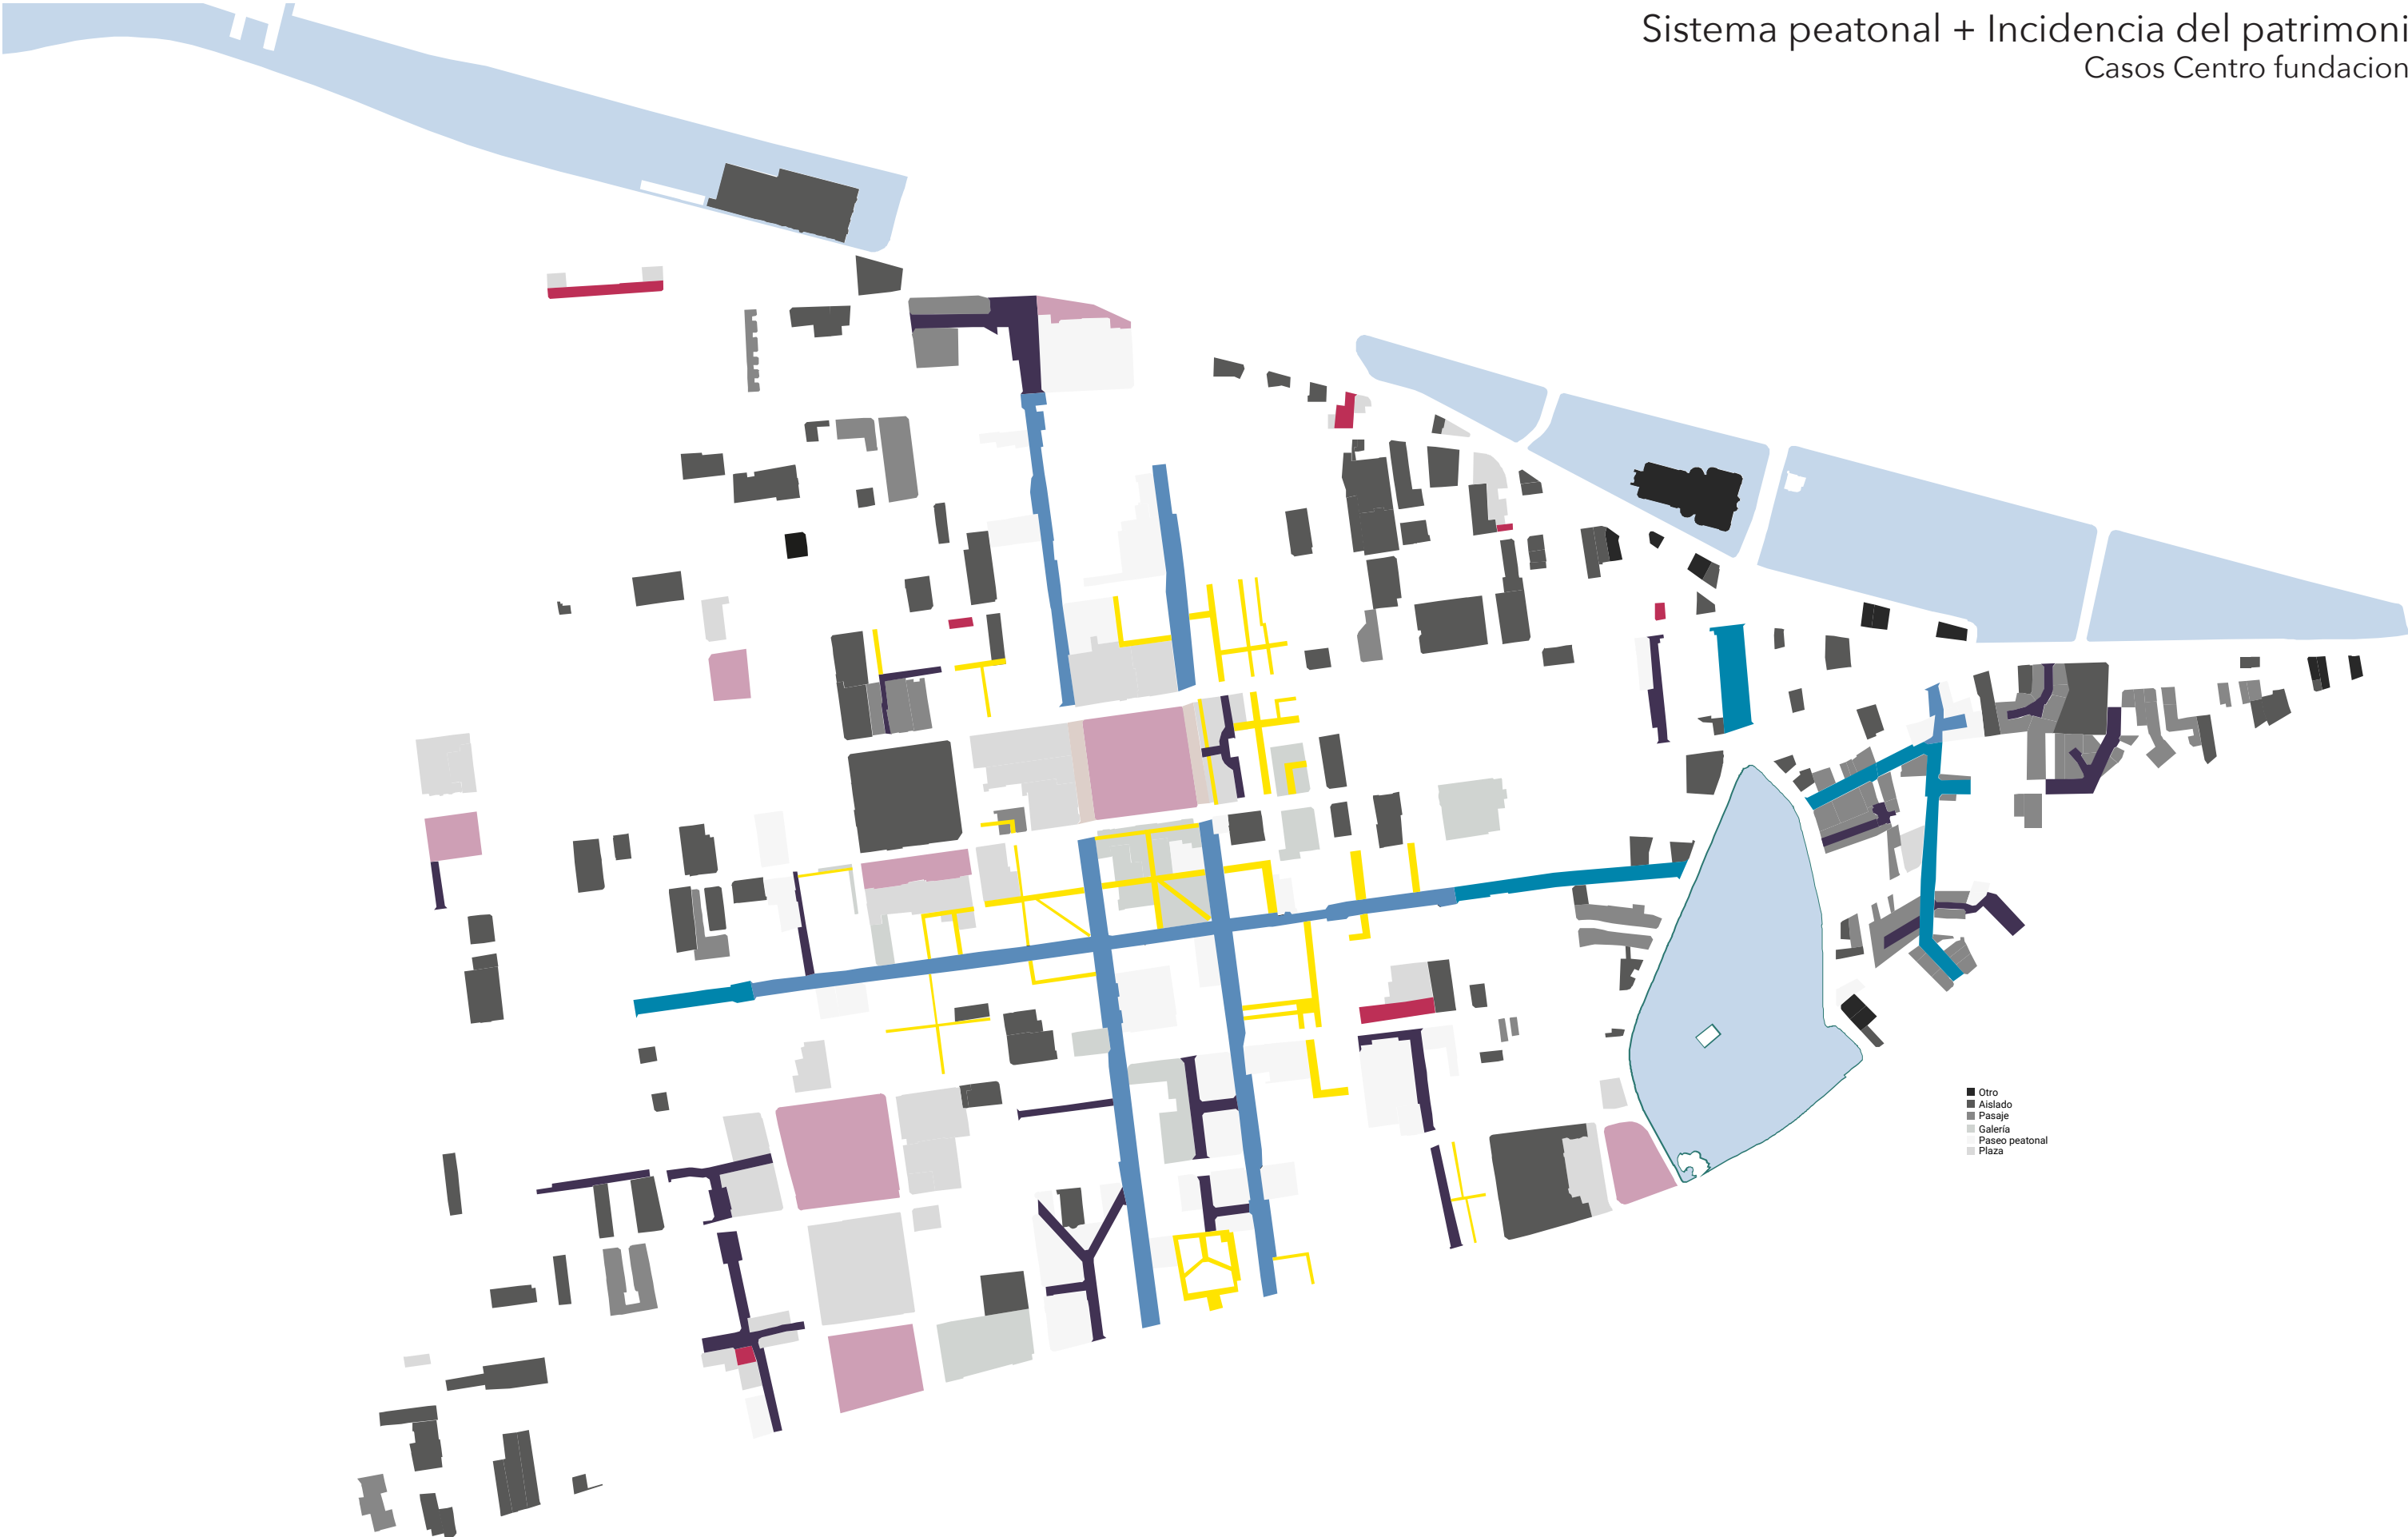 Sistema peatonal + Incidencia del patrimoni
Casos Centro fundacion
Otro
Aislado
Pasaje
Galería
Paseo peatonal
Plaza